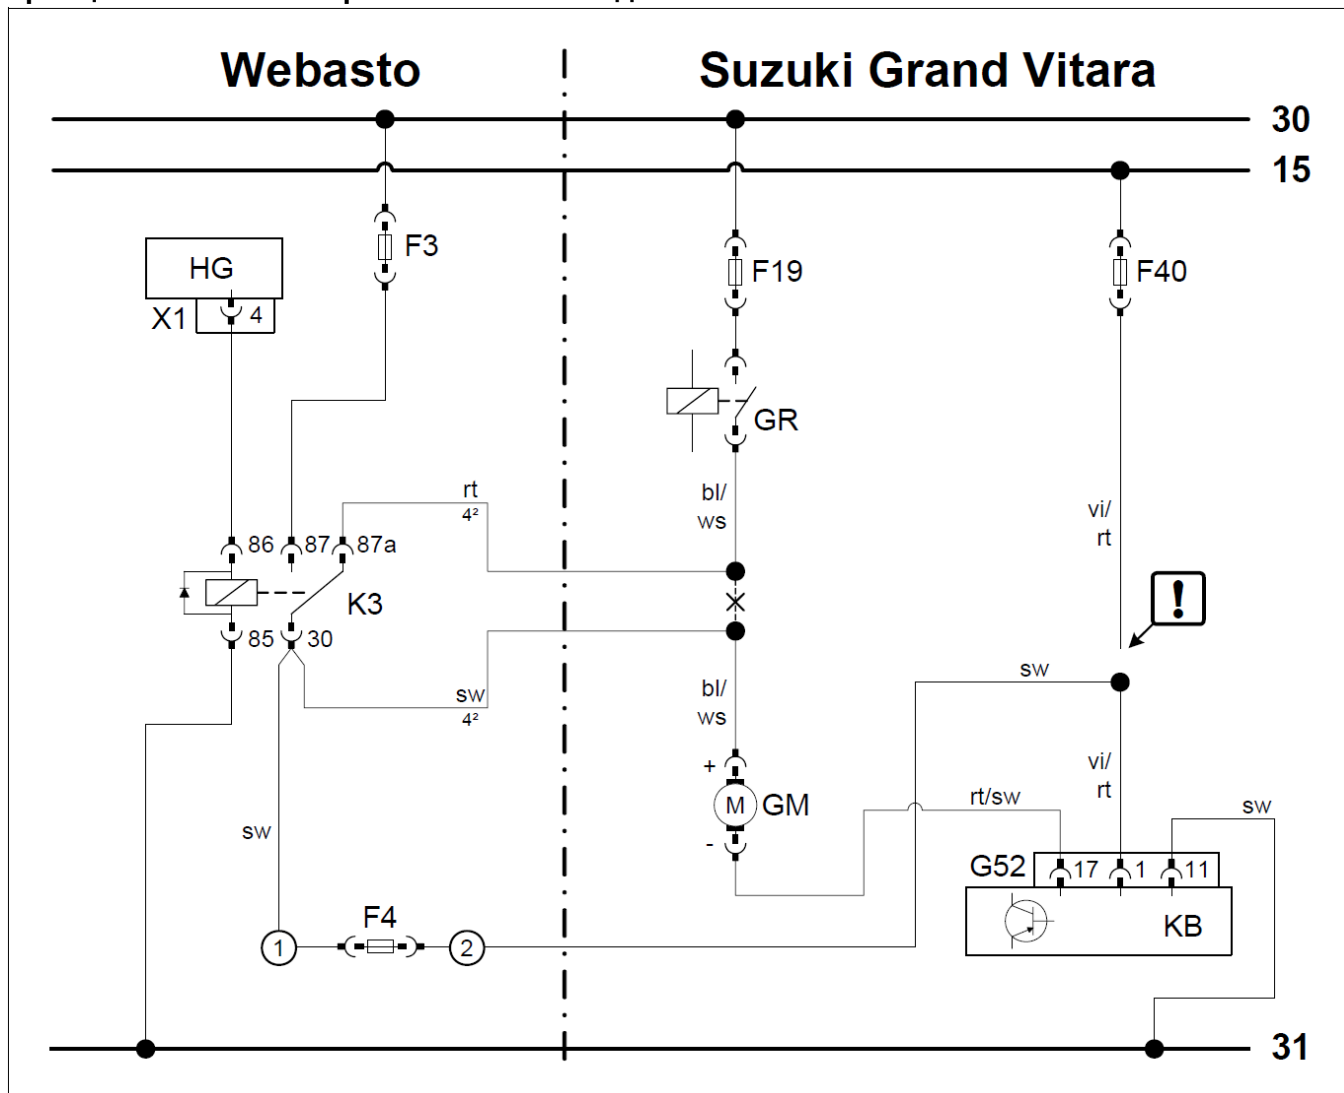 Webasto
Suzuki Grand Vitara
30
15
F3
HG
X1
4
F19
F40
GR
rt
4²
bl/
ws
vi/
rt
86
87
87a
K3
85
30
!
sw
4²
sw
bl/
ws
vi/
rt
+
M
GM
-
rt/sw
sw
sw
G52
17
1
11
KB
F4
1
2
31